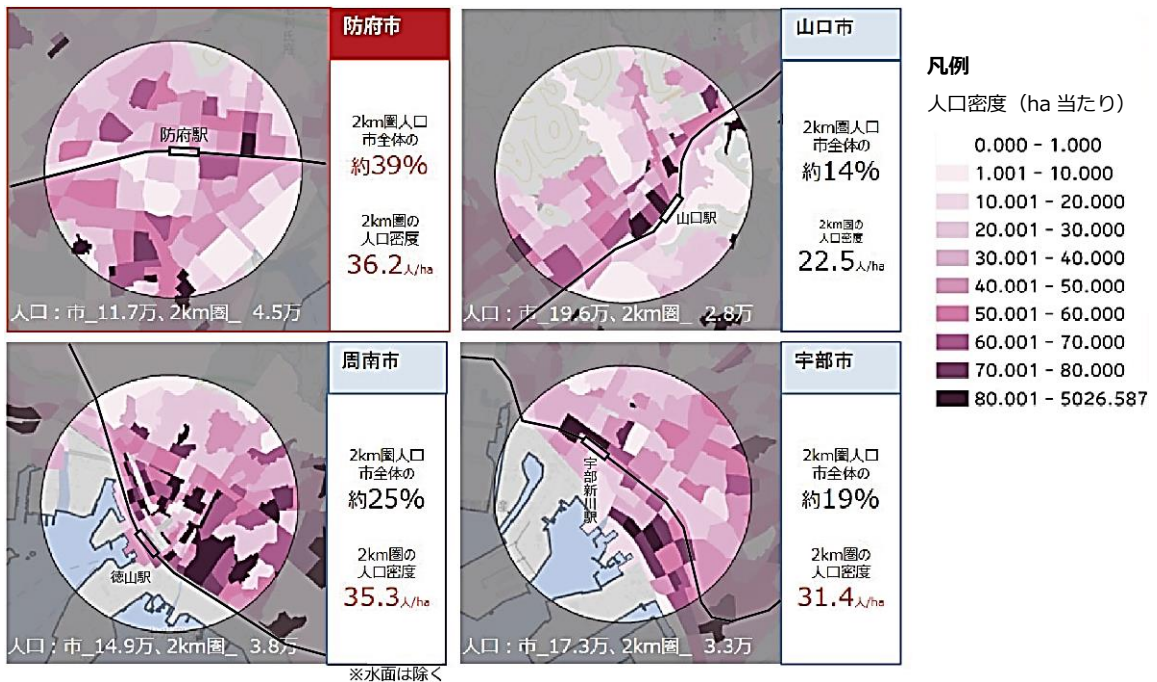 防府市
防府駅
2km圏人口
市全体の
約39%
2km圏の
人口密度
36.2人/ha
人口：市_11.7万、2km圏_ 4.5万
山口市
山口駅
2km圏人口
市全体の
約14%
2km圏の
人口密度
22.5人/ha
人口：市_19.6万、2km圏_ 2.8万
周南市
徳山駅
2km圏人口
市全体の
約25%
2km圏の
人口密度
35.3人/ha
人口：市_14.9万、2km圏_ 3.8万
※水面は除く
宇部市
宇部新川駅
2km圏人口
市全体の
約19%
2km圏の
人口密度
31.4人/ha
人口：市_17.3万、2km圏_ 3.3万
凡例
人口密度（ha 当たり）
0.000 - 1.000
1.001 - 10.000
10.001 - 20.000
20.001 - 30.000
30.001 - 40.000
40.001 - 50.000
50.001 - 60.000
60.001 - 70.000
70.001 - 80.000
80.001 - 5026.587